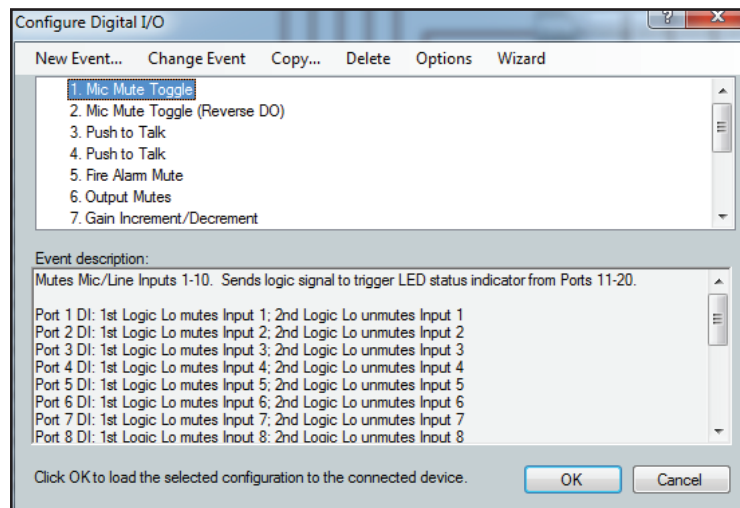 Configure Digital I/O
?
New Event... Change Event Copy... Delete Options Wizard
1. Mic Mute Toggle
2. Mic Mute Toggle (Reverse DO)
3. Push to Talk
4. Push to Talk
5. Fire Alarm Mute
6. Output Mutes
7. Gain Increment/Decrement
Event description:
Mutes Mic/Line Inputs 1-10. Sends logic signal to trigger LED status indicator from Ports 11-20.
Port 1 DI: 1st Logic Lo mutes Input 1; 2nd Logic Lo unmutes Input 1
Port 2 DI: 1st Logic Lo mutes Input 2; 2nd Logic Lo unmutes Input 2
Port 3 DI: 1st Logic Lo mutes Input 3; 2nd Logic Lo unmutes Input 3
Port 4 DI: 1st Logic Lo mutes Input 4; 2nd Logic Lo unmutes Input 4
Port 5 DI: 1st Logic Lo mutes Input 5; 2nd Logic Lo unmutes Input 5
Port 6 DI: 1st Logic Lo mutes Input 6; 2nd Logic Lo unmutes Input 6
Port 7 DI: 1st Logic Lo mutes Input 7; 2nd Logic Lo unmutes Input 7
Port 8 DI: 1st Logic Lo mutes Input 8; 2nd Logic Lo unmutes Input 8
Click OK to load the selected configuration to the connected device. OK Cancel